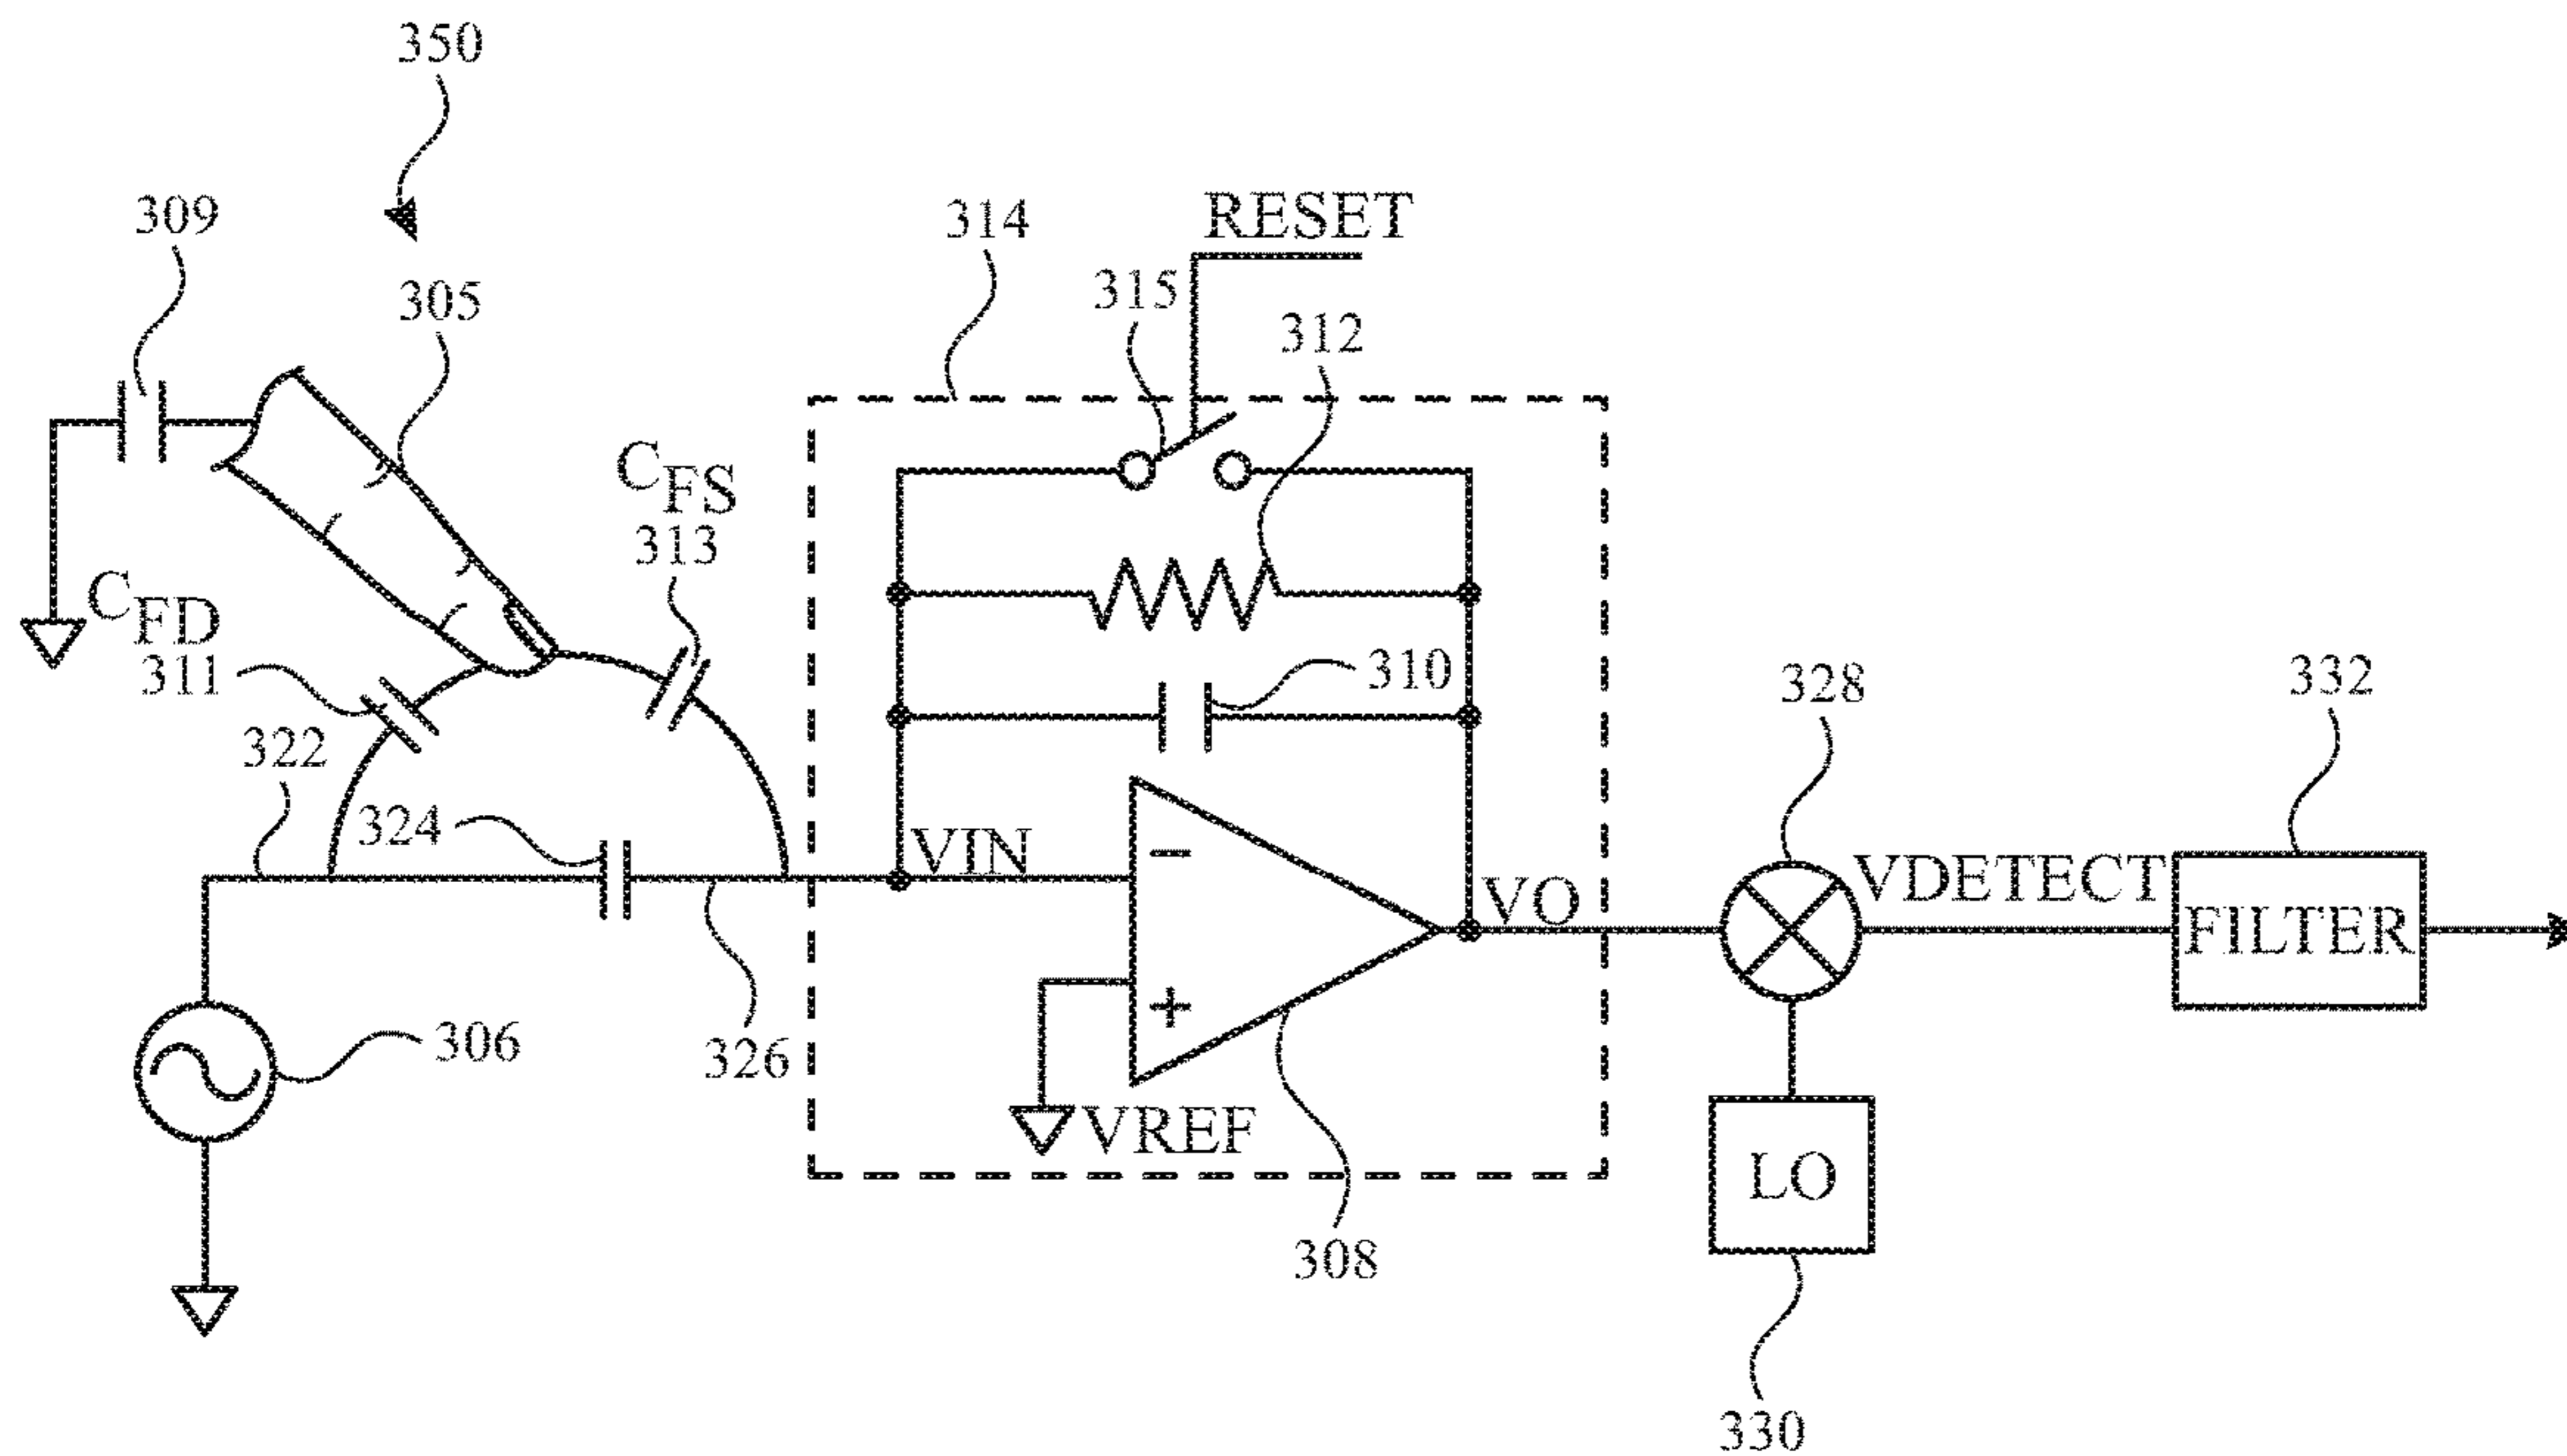 350
309
314
RESET
305
315
312
CFS
313
CFD
311
310
322
324
VIN
328
332
VO
VDETECT
FILTER
−
+
306
326
VREF
308
LO
330